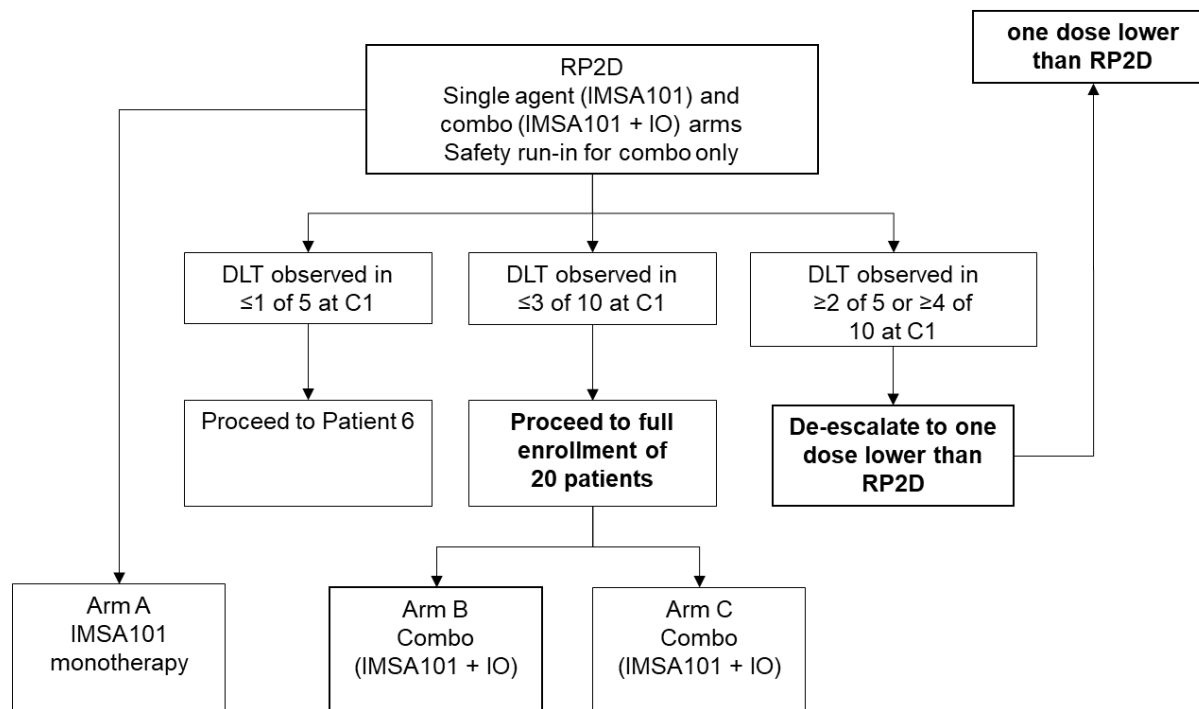 one dose lower
than RP2D
RP2D
Single agent (IMSA101) and
combo (IMSA101 + IO) arms
Safety run-in for combo only
DLT observed in
≤1 of 5 at C1
DLT observed in
≤3 of 10 at C1
DLT observed in
≥2 of 5 or ≥4 of
10 at C1
Proceed to Patient 6
Proceed to full
enrollment of
20 patients
De-escalate to one
dose lower than
RP2D
Arm A
IMSA101
monotherapy
Arm B
Combo
(IMSA101 + IO)
Arm C
Combo
(IMSA101 + IO)